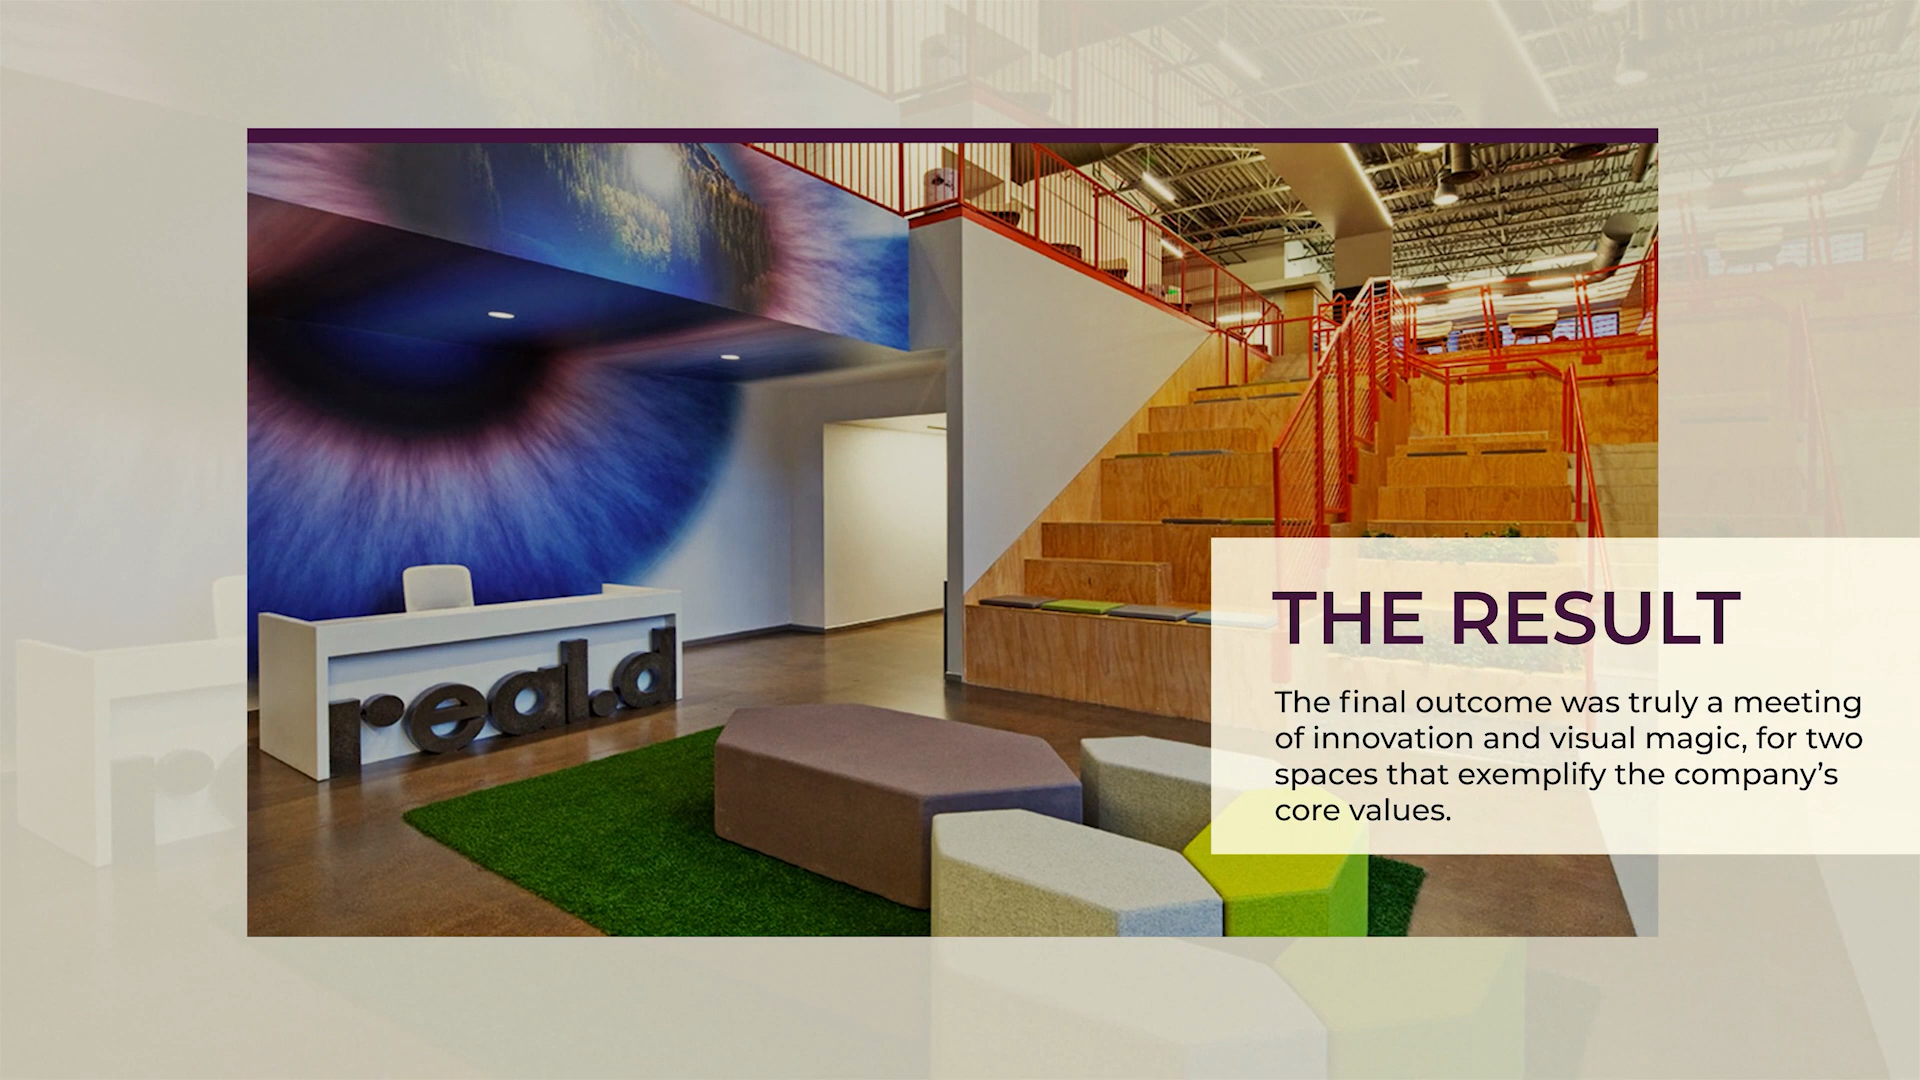 real.d
THE RESULT
The final outcome was truly a meeting
of innovation and visual magic, for two
spaces that exemplify the company’s
core values.